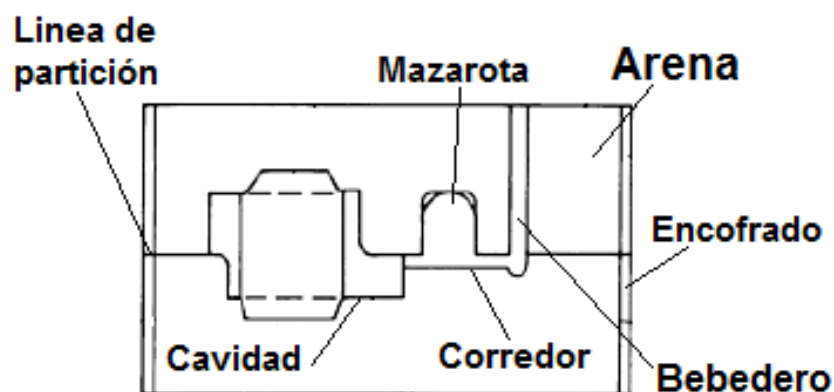 Linea de
partición
Mazarota
Arena
Encofrado
Cavidad
Corredor
Bebedero